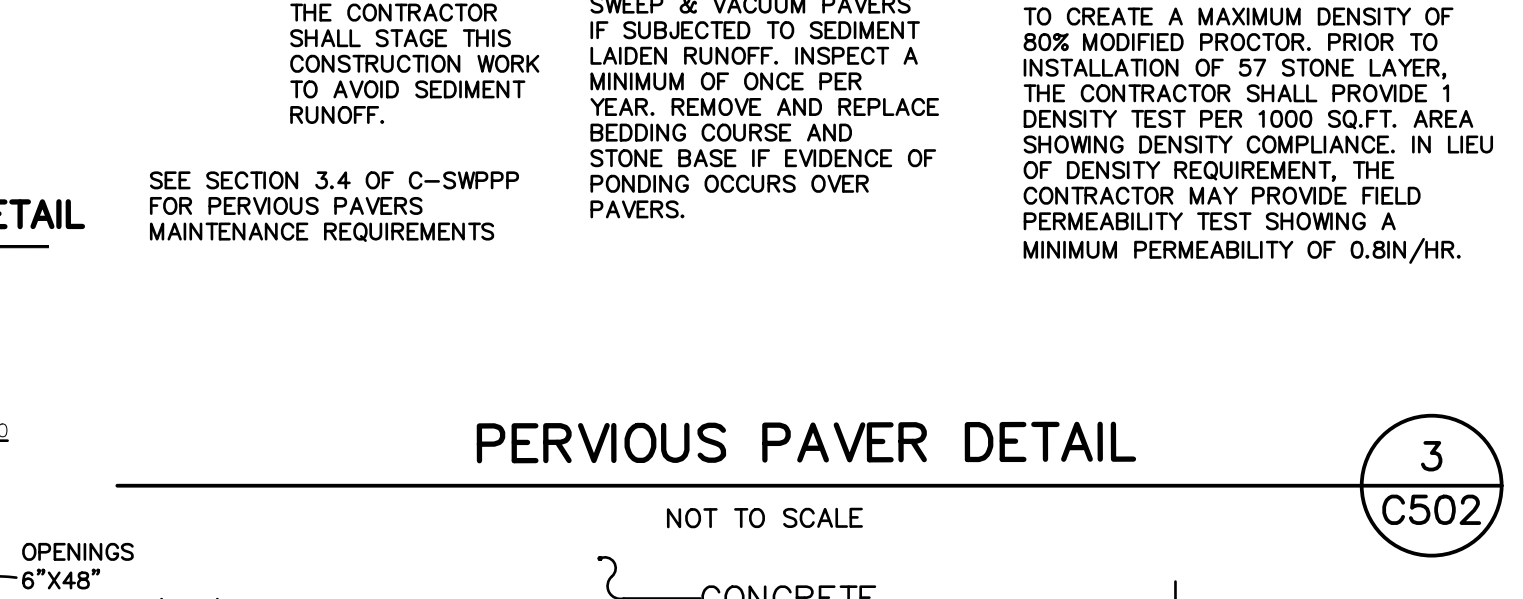 THE CONTRACTOR
SHALL STAGE THIS
CONSTRUCTION WORK
TO AVOID SEDIMENT
RUNOFF.
SEE SECTION 3.4 OF C-SWPPP
FOR PERVIOUS PAVERS
MAINTENANCE REQUIREMENTS
SWEEP & VACUUM PAVERS
IF SUBJECTED TO SEDIMENT
LAIDEN RUNOFF. INSPECT A
MINIMUM OF ONCE PER
YEAR. REMOVE AND REPLACE
BEDDING COURSE AND
STONE BASE IF EVIDENCE OF
PONDING OCCURS OVER
PAVERS.
TO CREATE A MAXIMUM DENSITY OF
80% MODIFIED PROCTOR. PRIOR TO
INSTALLATION OF 57 STONE LAYER,
THE CONTRACTOR SHALL PROVIDE 1
DENSITY TEST PER 1000 SQ.FT. AREA
SHOWING DENSITY COMPLIANCE. IN LIEU
OF DENSITY REQUIREMENT, THE
CONTRACTOR MAY PROVIDE FIELD
PERMEABILITY TEST SHOWING A
MINIMUM PERMEABILITY OF 0.8IN/HR.
ETAIL
PERVIOUS PAVER DETAIL
3
C502
NOT TO SCALE
OPENINGS
6"X48"
CONCRETE